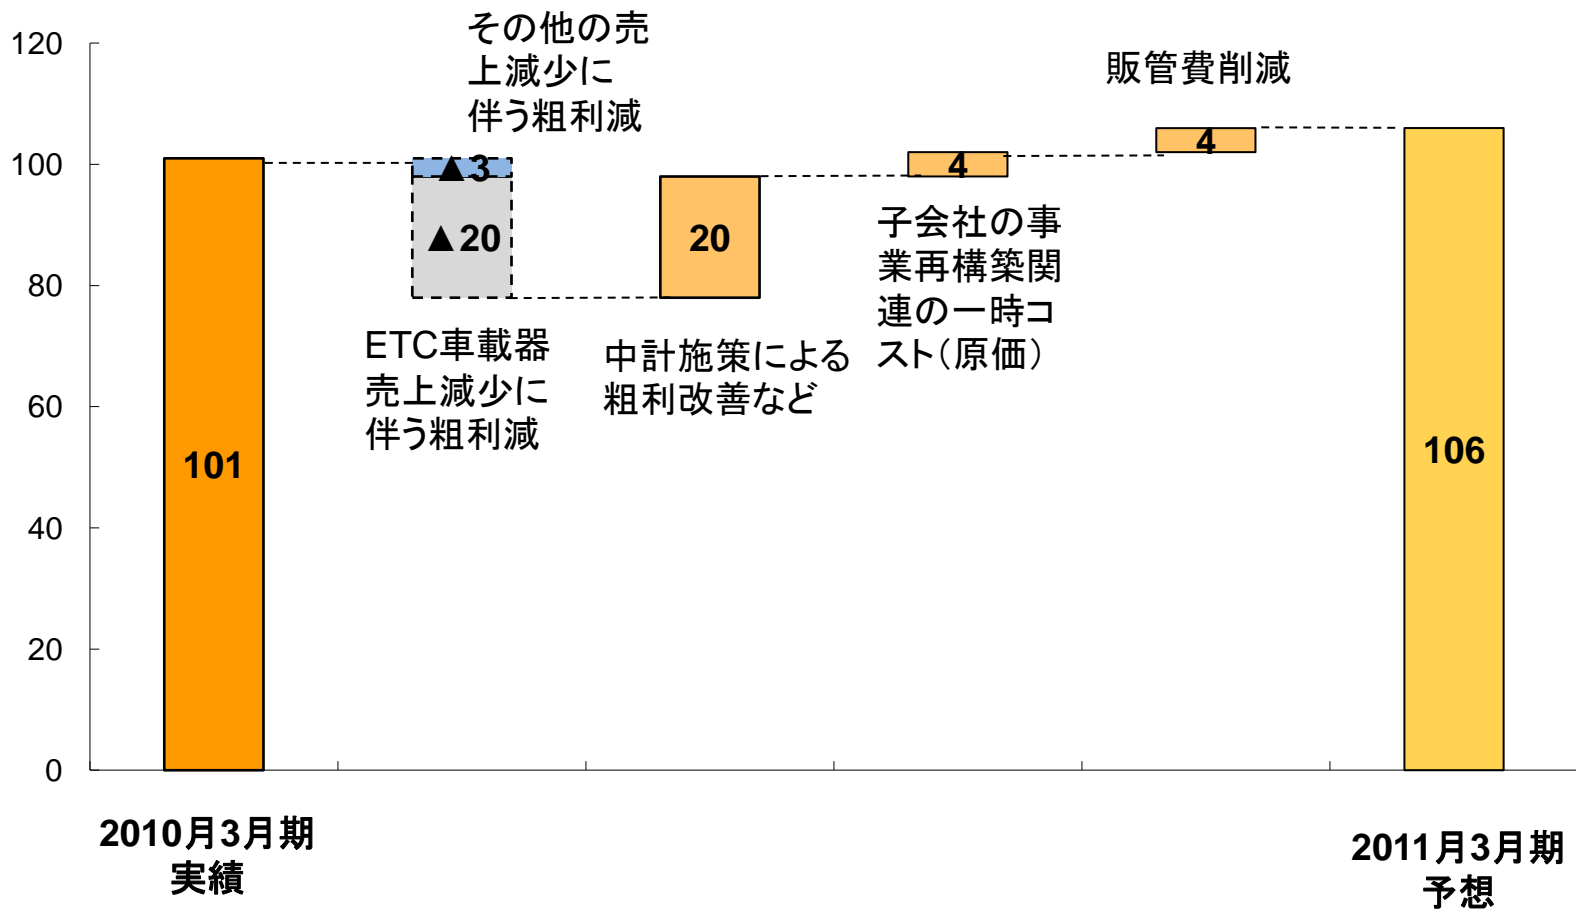 その他の売
上減少に
伴う粗利減
販管費削減
120
100
80
60
40
20
0
101
▲3
▲20
20
4
4
106
ETC車載器
売上減少に
伴う粗利減
中計施策による
粗利改善など
子会社の事
業再構築関
連の一時コ
スト（原価）
2010月3月期
実績
2011月3月期
予想